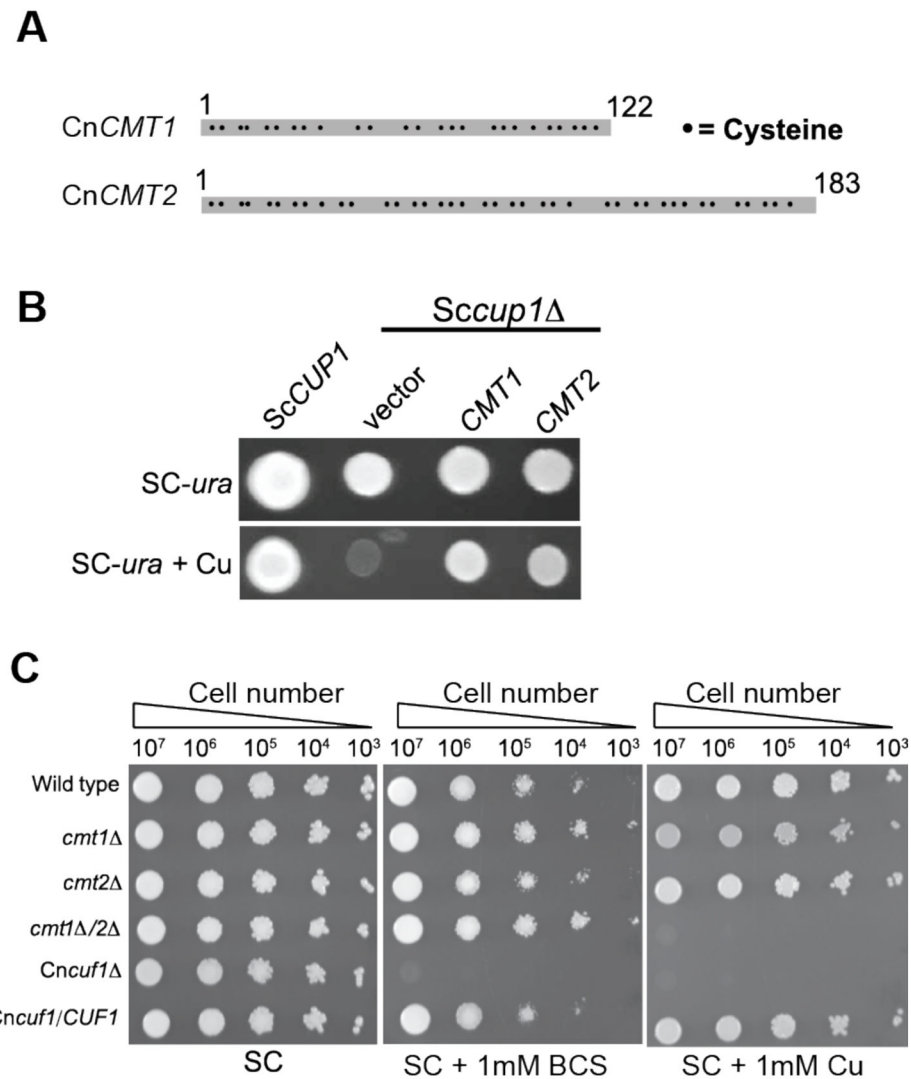 A
1
122
CnCMT1
•= Cysteine
1
183
CnCMT2
B
Sccup1Δ
ScCUP1 vector CMT1 CMT2
SC-ura
SC-ura + Cu
C
Cell number Cell number Cell number
10⁷ 10⁶ 10⁵ 10⁴ 10³ 10⁷ 10⁶ 10⁵ 10⁴ 10³ 10⁷ 10⁶ 10⁵ 10⁴ 10³
Wild type
cmt1Δ
cmt2Δ
cmt1Δ/2Δ
Cncuf1Δ
Cncuf1/CUF1
SC SC + 1mM BCS SC + 1mM Cu